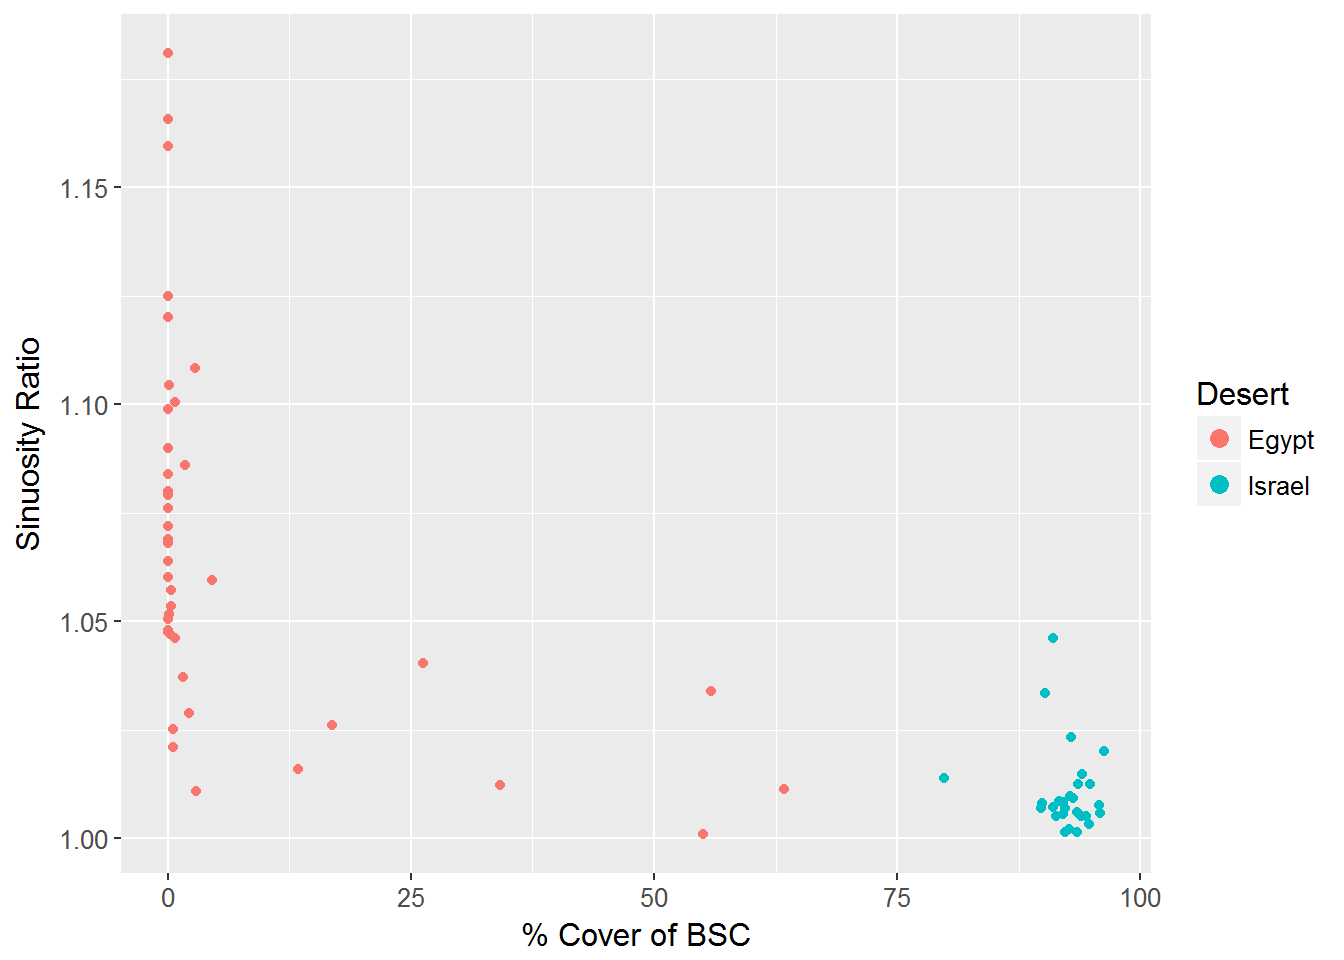 1.15
1.10
1.05
1.00
Sinuosity Ratio
0 25 50 75 100
% Cover of BSC
Desert
Egypt
Israel